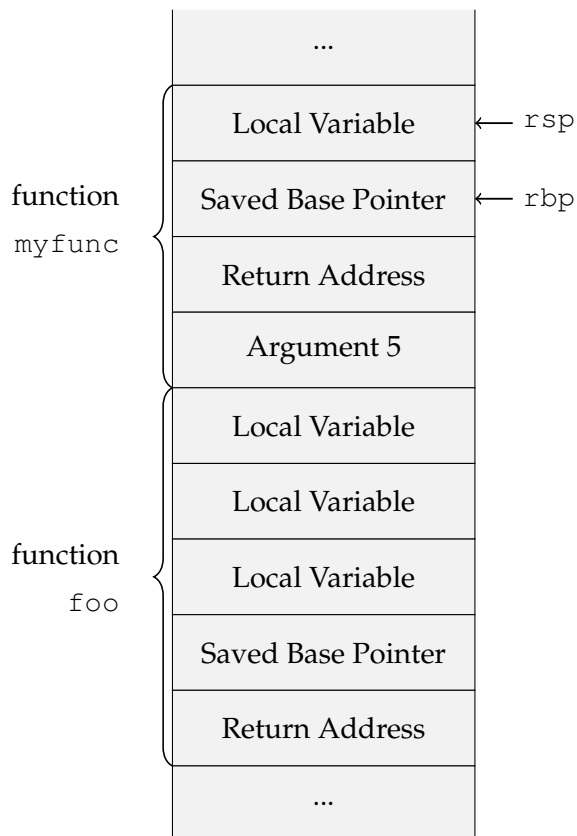 ...
Local Variable
rsp
Saved Base Pointer
rbp
function
myfunc
Return Address
Argument 5
Local Variable
Local Variable
Local Variable
function
foo
Saved Base Pointer
Return Address
...